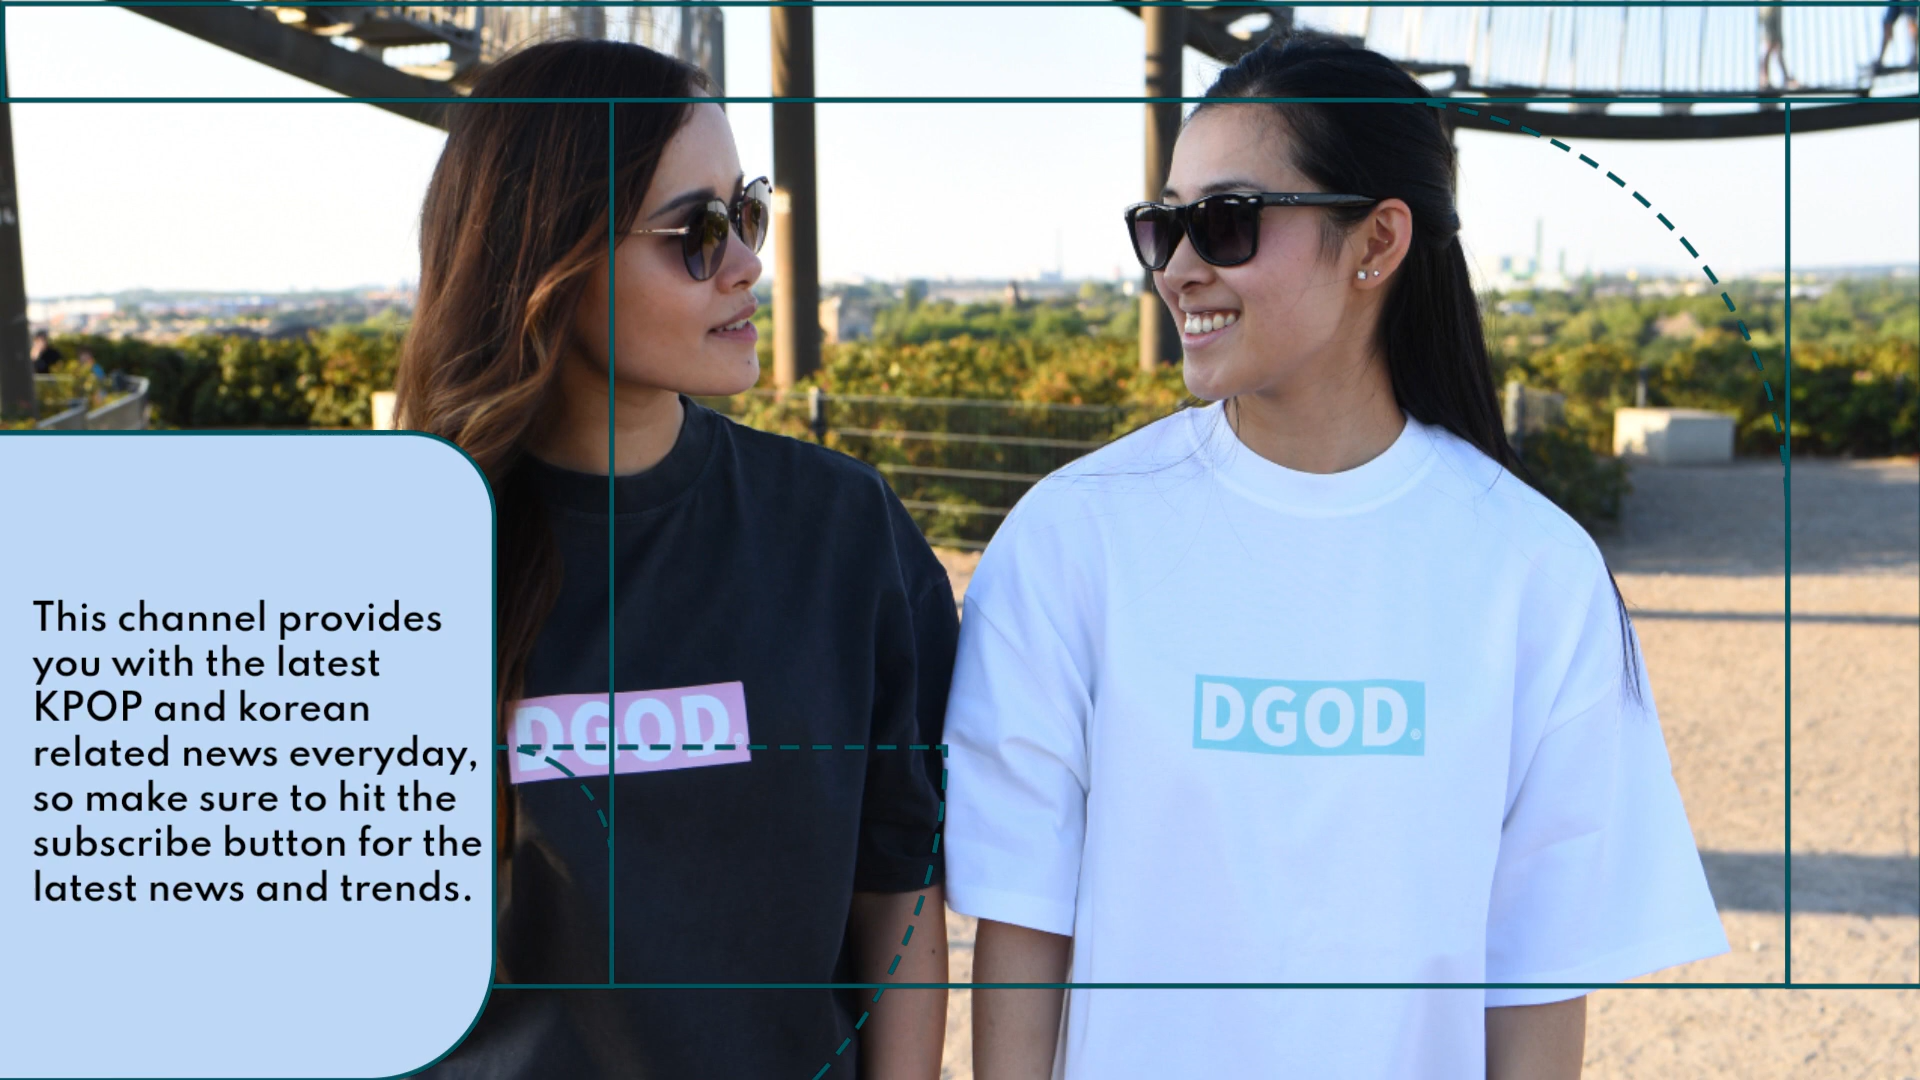 This channel provides
you with the latest
KPOP and korean
related news everyday,
so make sure to hit the
subscribe button for the
latest news and trends.
DGOD.®
DGOD.®